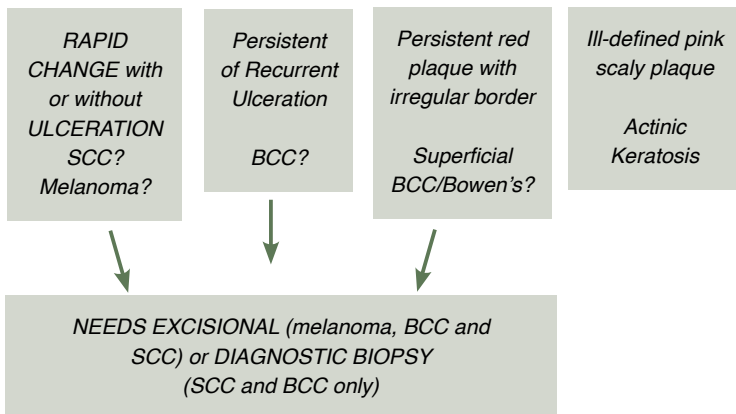 RAPID
CHANGE with
or without
ULCERATION
SCC?
Melanoma?
Persistent
of Recurrent
Ulceration
BCC?
Persistent red
plaque with
irregular border
Superficial
BCC/Bowen's?
Ill-defined pink
scaly plaque
Actinic
Keratosis
NEEDS EXCISIONAL (melanoma, BCC and
SCC) or DIAGNOSTIC BIOPSY
(SCC and BCC only)